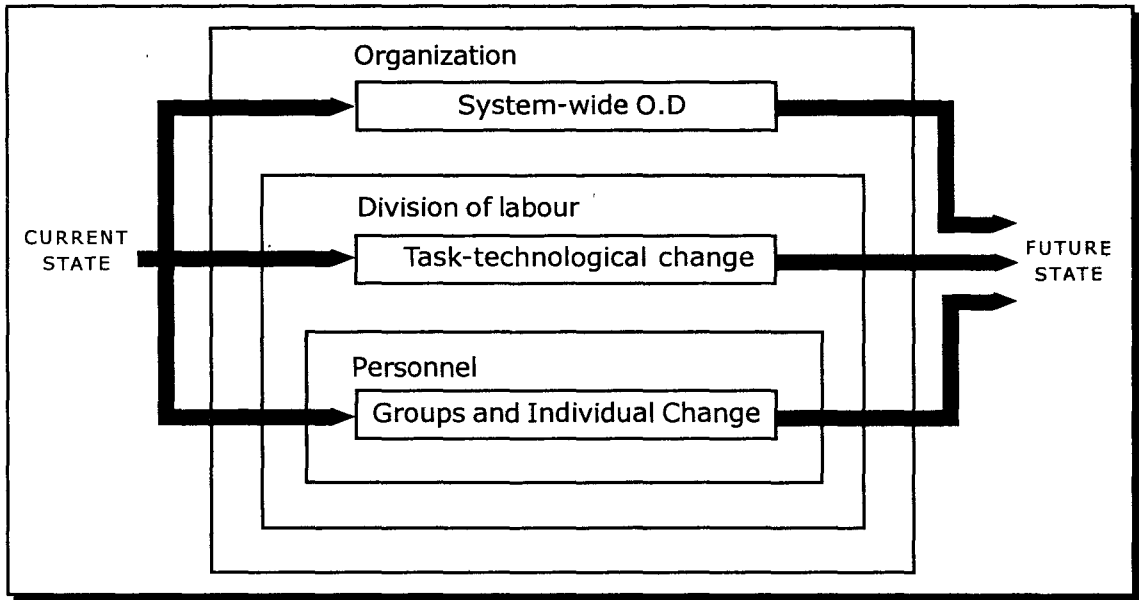 Organization
System-wide O.D
Division of labour
CURRENT
STATE
Task-technological change
FUTURE
STATE
Personnel
Groups and Individual Change